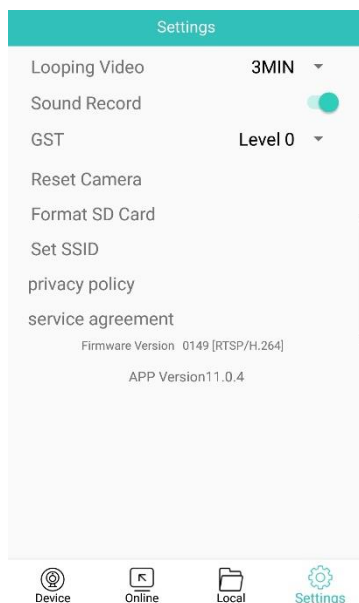 Settings
Looping Video 3MIN
Sound Record
GST Level 0
Reset Camera
Format SD Card
Set SSID
privacy policy
service agreement
Firmware Version 0149 [RTSP/H.264]
APP Version11.0.4
Device Online Local Settings